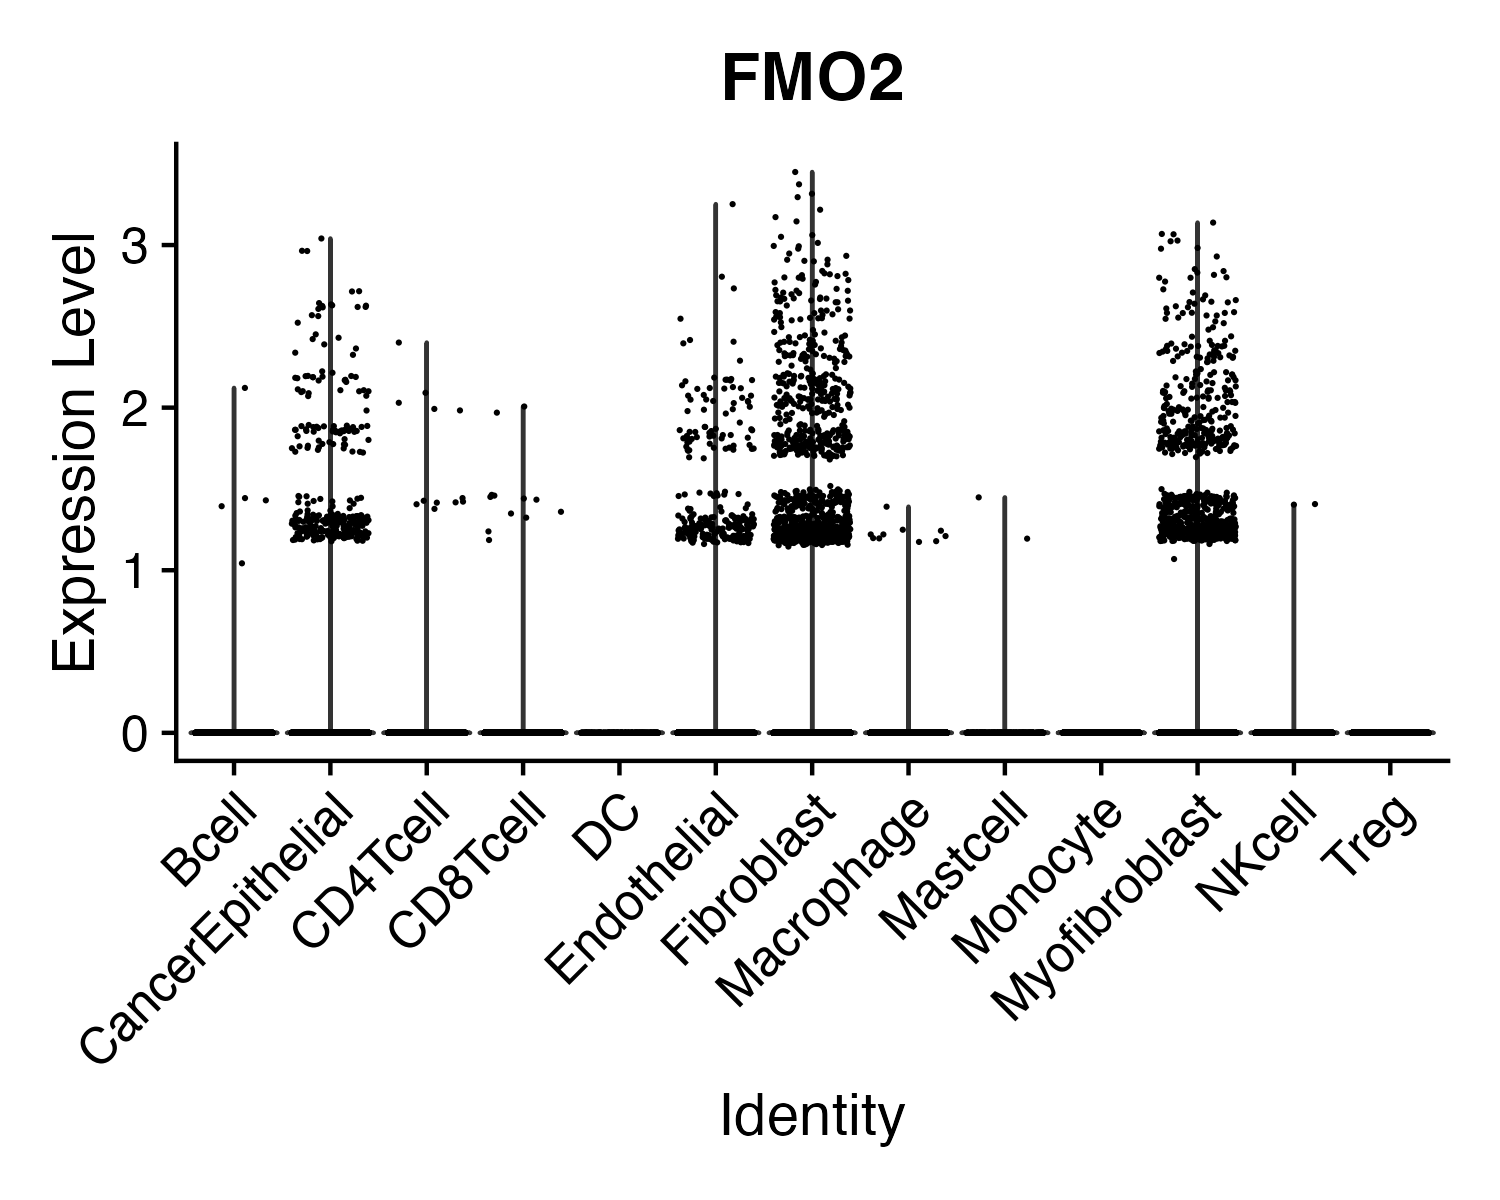 FMO2
Expression Level
3
2
1
0
Bcell
CancerEpithelial
CD4Tcell
CD8Tcell
DC
Endothelial
Fibroblast
Macrophage
Mastcell
Monocyte
Myofibroblast
NKcell
Treg
Identity